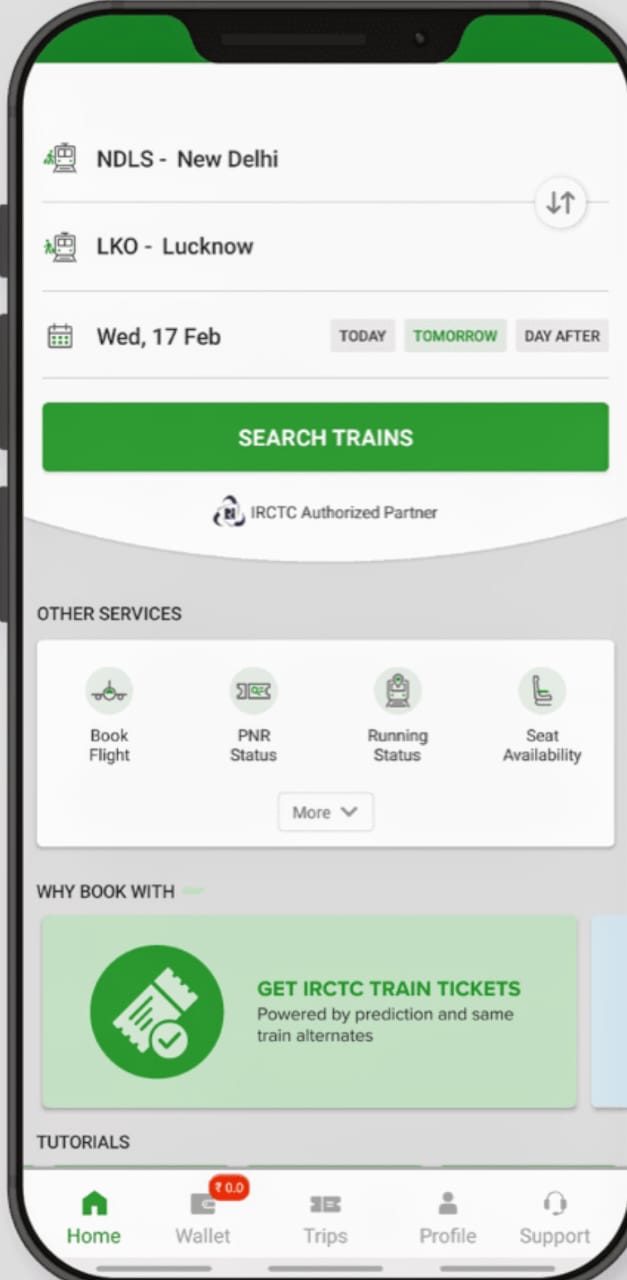 NDLS - New Delhi
LKO - Lucknow
Wed, 17 Feb
TODAY
TOMORROW
DAY AFTER
SEARCH TRAINS
IRCTC Authorized Partner
OTHER SERVICES
Book
Flight
PNR
Status
Running
Status
Seat
Availability
More
WHY BOOK WITH
GET IRCTC TRAIN TICKETS
Powered by prediction and same
train alternates
TUTORIALS
₹ 0.0
Home
Wallet
Trips
Profile
Support